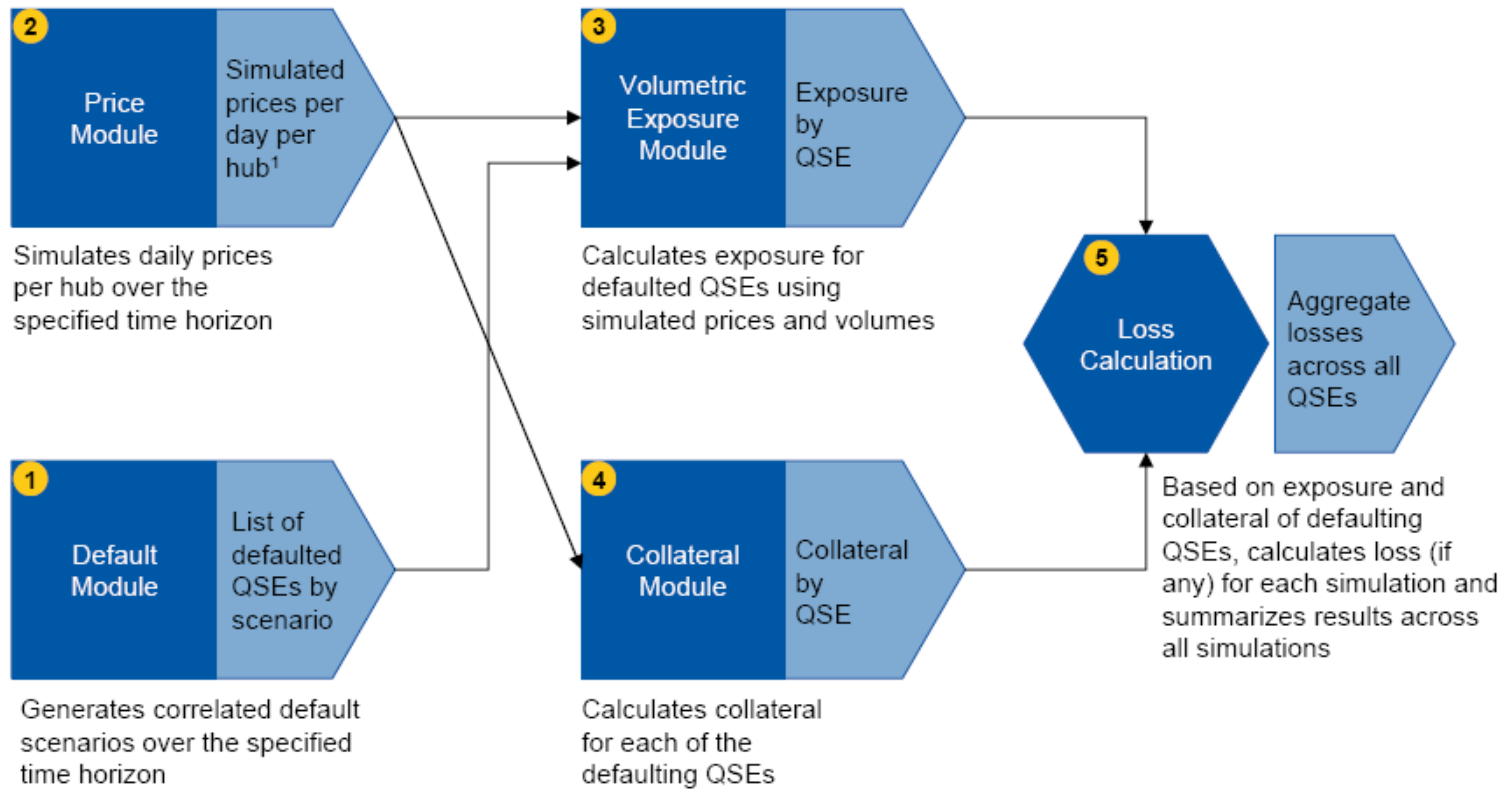 2
Price
Module
Simulated
prices per
day per
hub¹
Simulates daily prices
per hub over the
specified time horizon
3
Volumetric
Exposure
Module
Exposure
by
QSE
Calculates exposure for
defaulted QSEs using
simulated prices and volumes
1
Default
Module
List of
defaulted
QSEs by
scenario
Generates correlated default
scenarios over the specified
time horizon
4
Collateral
Module
Collateral
by
QSE
Calculates collateral
for each of the
defaulting QSEs
5
Loss
Calculation
Aggregate
losses
across all
QSEs
Based on exposure and
collateral of defaulting
QSEs, calculates loss (if
any) for each simulation and
summarizes results across
all simulations